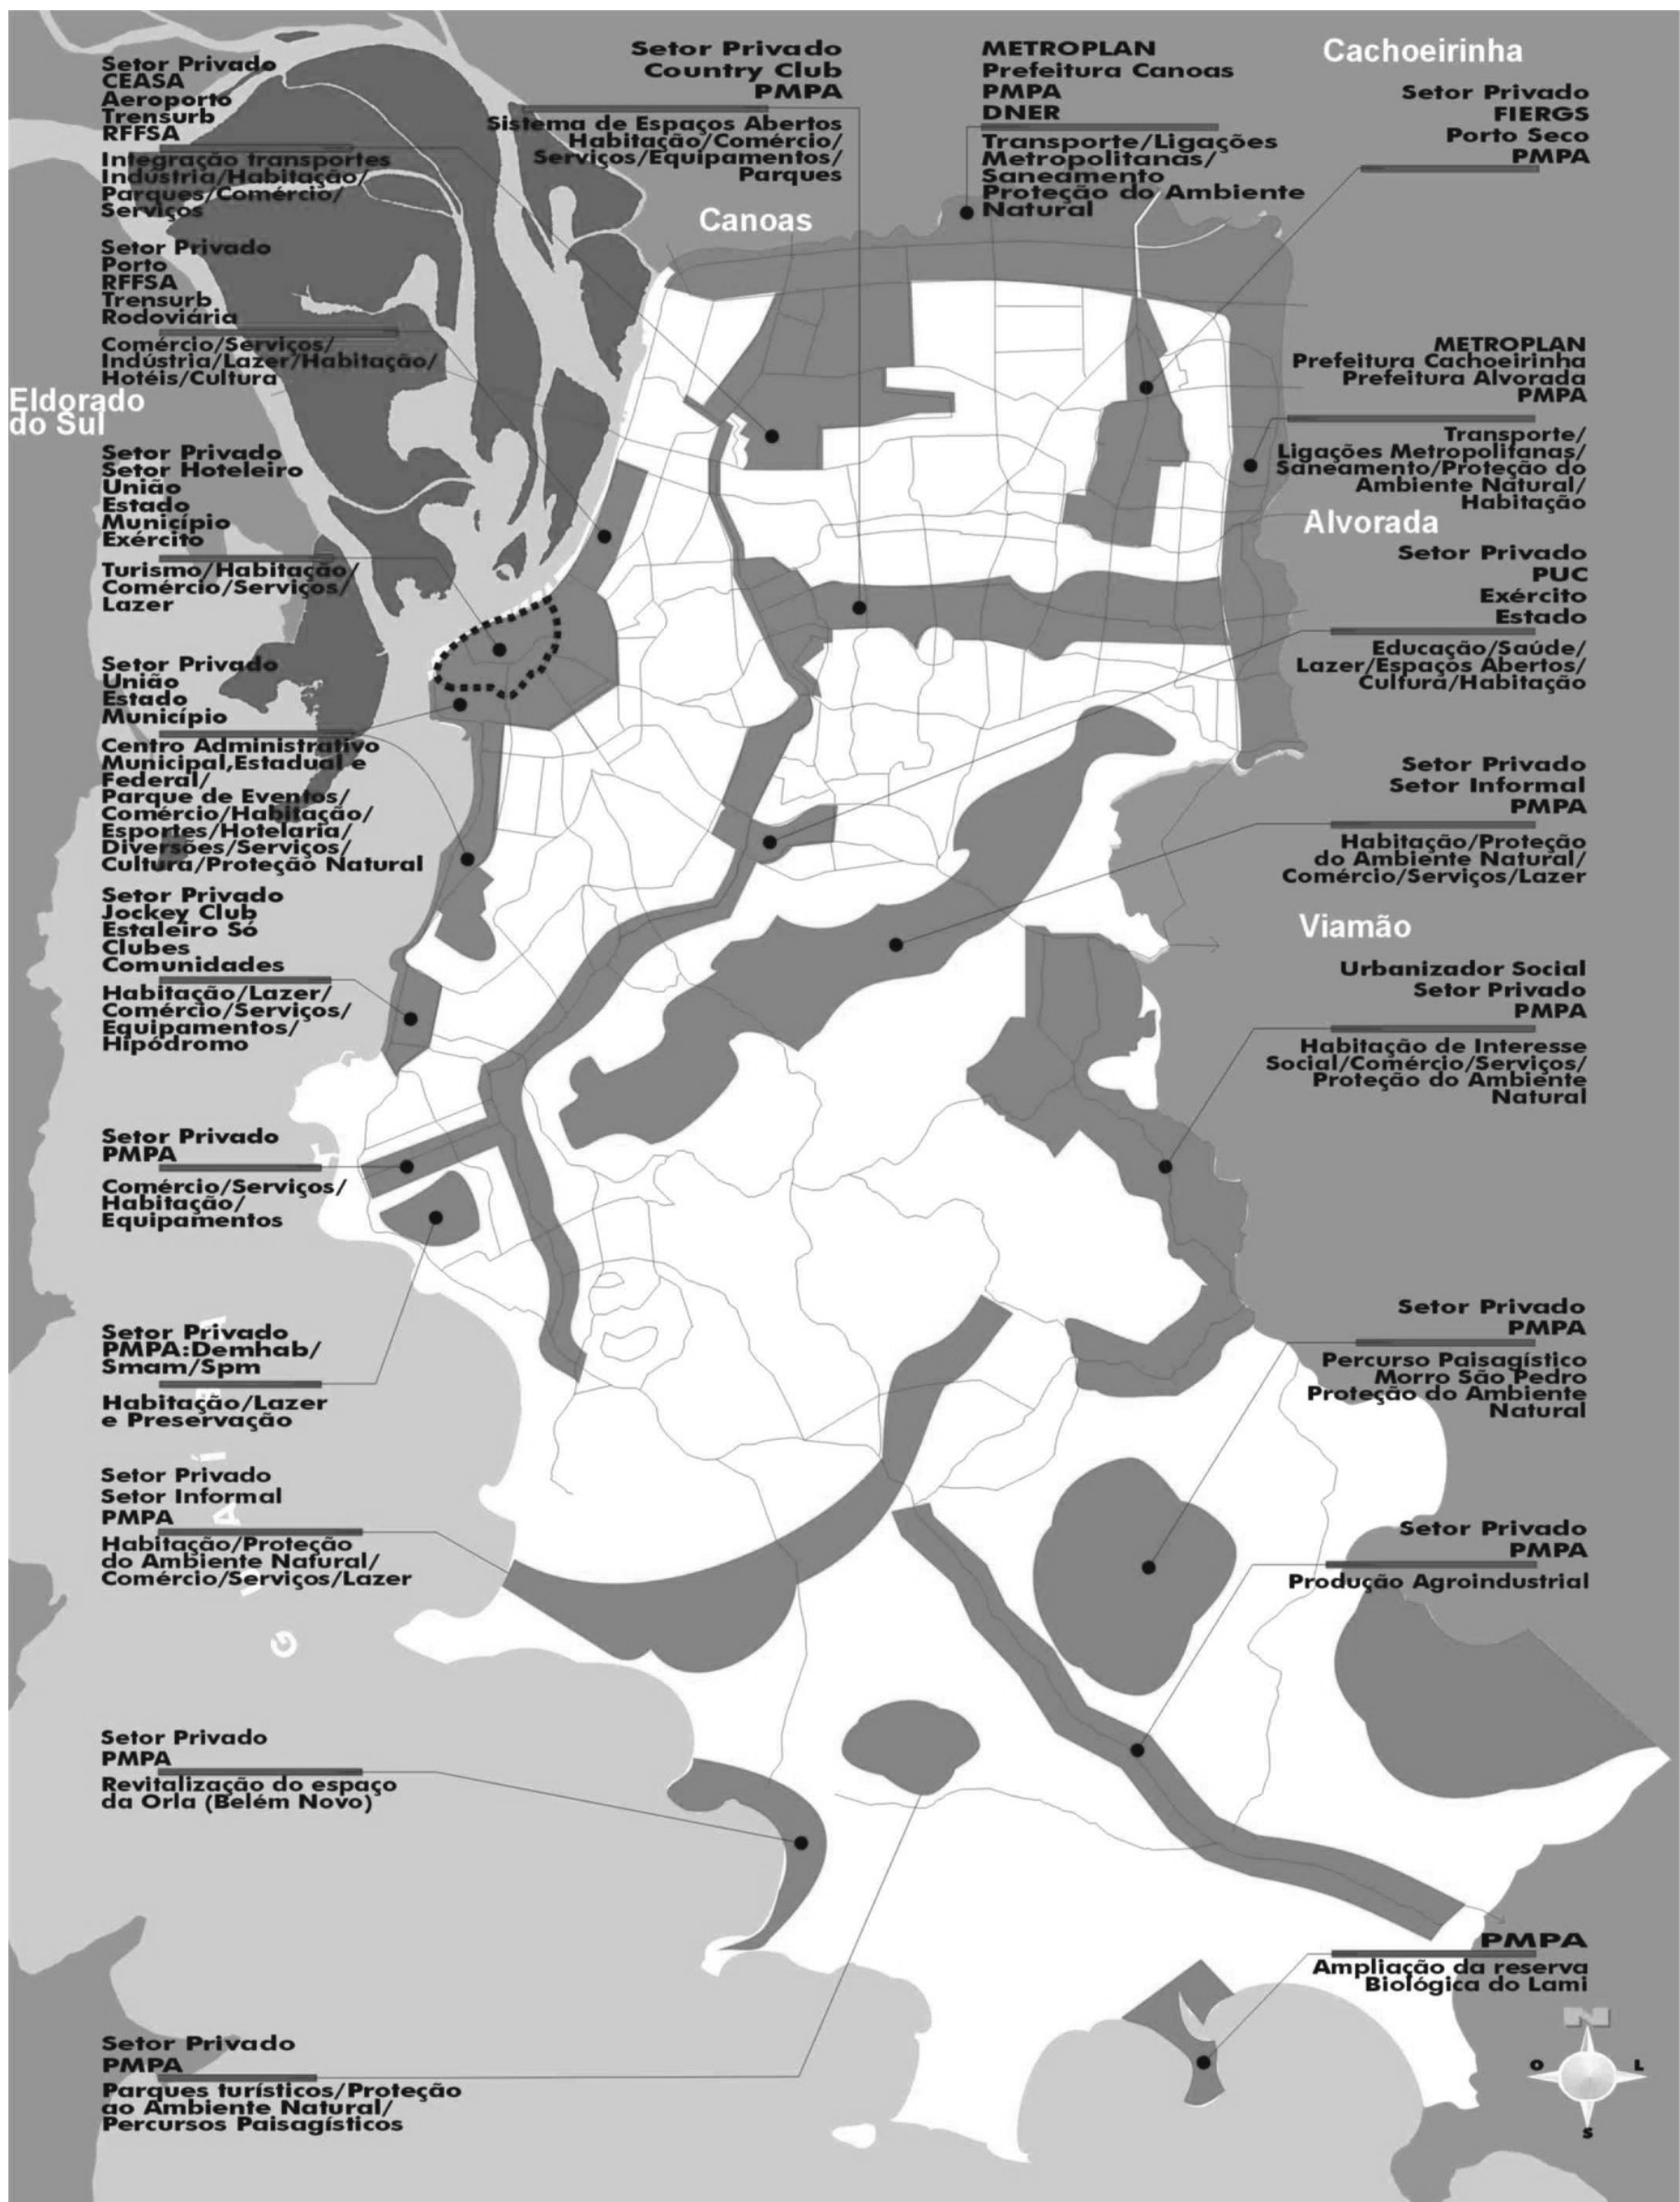 Setor Privado
CEASA
Aeroporto
Trensurb
RFFSA
Integração transportes
Indústria/Habitação/
Parques/Comércio/
Serviços
Setor Privado
Porto
RFFSA
Trensurb
Rodoviária
Comércio/Serviços/
Indústria/Lazer/Habitação/
Hotéis/Cultura
Eldorado
do Sul
Setor Privado
Setor Hoteleiro
União
Estado
Município
Exército
Turismo/Habitação/
Comércio/Serviços/
Lazer
Setor Privado
União
Estado
Município
Centro Administrativo
Municipal,Estadual e
Federal/
Parque de Eventos/
Comércio/Habitação/
Esportes/Hotelaria/
Diversões/Serviços/
Cultura/Proteção Natural
Setor Privado
Jockey Club
Estaleiro Só
Clubes
Comunidades
Habitação/Lazer/
Comércio/Serviços/
Equipamentos/
Hipódromo
Setor Privado
PMPA
Comércio/Serviços/
Habitação/
Equipamentos
Setor Privado
PMPA:Demhab/
Smam/Spm
Habitação/Lazer
e Preservação
Setor Privado
Setor Informal
PMPA
Habitação/Proteção
do Ambiente Natural/
Comércio/Serviços/Lazer
Setor Privado
PMPA
Revitalização do espaço
da Orla (Belém Novo)
Setor Privado
PMPA
Parques turísticos/Proteção
ao Ambiente Natural/
Percursos Paisagísticos
Setor Privado
Country Club
PMPA
Sistema de Espaços Abertos
Habitação/Comércio/
Serviços/Equipamentos/
Parques
Canoas
METROPLAN
Prefeitura Canoas
PMPA
DNER
Transporte/Ligações
Metropolitanas/
Saneamento
Proteção do Ambiente
Natural
Cachoeirinha
Setor Privado
FIERGS
Porto Seco
PMPA
METROPLAN
Prefeitura Cachoeirinha
Prefeitura Alvorada
PMPA
Transporte/
Ligações Metropolitanas/
Saneamento/Proteção do
Ambiente Natural/
Habitação
Alvorada
Setor Privado
PUC
Exército
Estado
Educação/Saúde/
Lazer/Espaços Abertos/
Cultura/Habitação
Setor Privado
Setor Informal
PMPA
Habitação/Proteção
do Ambiente Natural/
Comércio/Serviços/Lazer
Viamão
Urbanizador Social
Setor Privado
PMPA
Habitação de Interesse
Social/Comércio/Serviços/
Proteção do Ambiente
Natural
Setor Privado
PMPA
Percurso Paisagístico
Morro São Pedro
Proteção do Ambiente
Natural
Setor Privado
PMPA
Produção Agroindustrial
PMPA
Ampliação da reserva
Biológica do Lami
N
O L
S